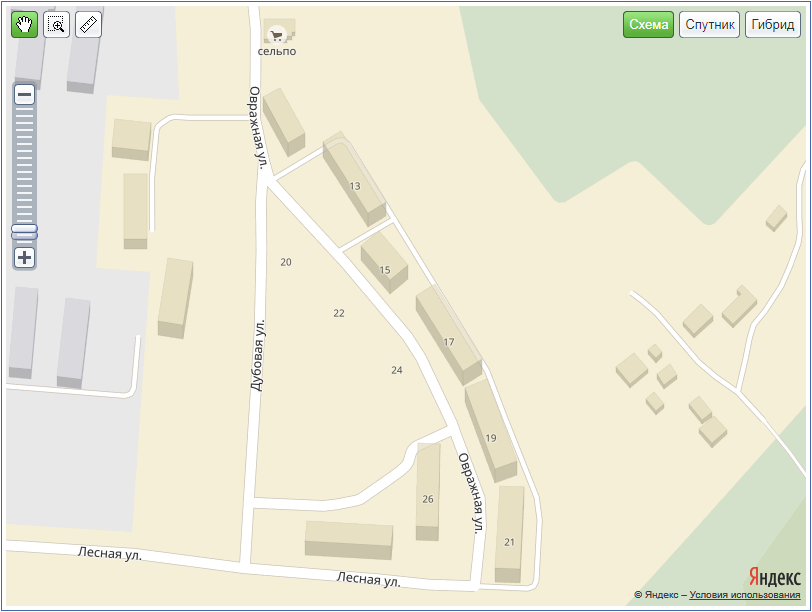 Схема
Спутник
Гибрид
сельпо
Овражная ул.
13
15
20
22
17
24
Дубовая ул.
19
26
Овражная ул.
21
Лесная ул.
Лесная ул.
Яндекс
© Яндекс – Условия использования